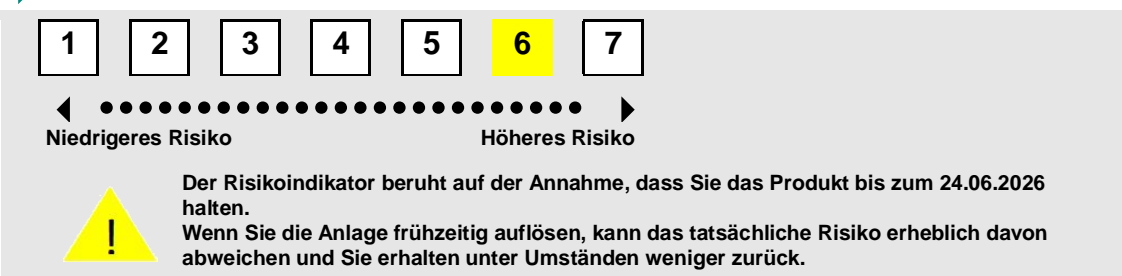 1 2 3 4 5 6 7
Niedrigeres Risiko Höheres Risiko
Der Risikoindikator beruht auf der Annahme, dass Sie das Produkt bis zum 24.06.2026
halten.
Wenn Sie die Anlage frühzeitig auflösen, kann das tatsächliche Risiko erheblich davon
! abweichen und Sie erhalten unter Umständen weniger zurück.